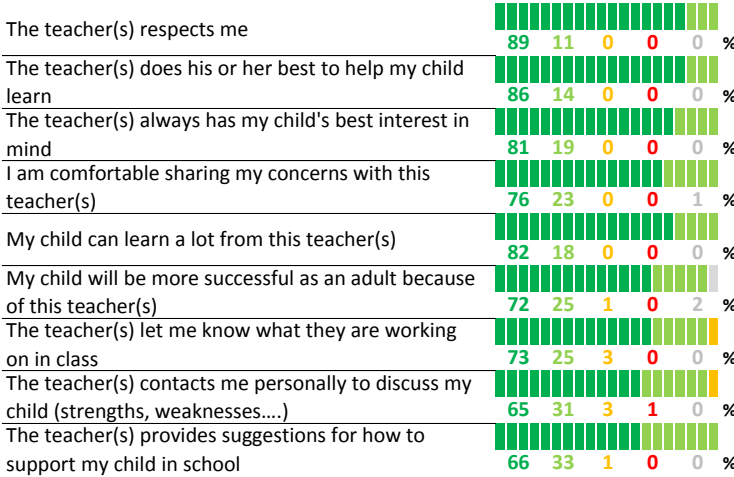 The teacher(s) respects me
89 11 0 0 0 %
The teacher(s) does his or her best to help my child
learn
86 14 0 0 0 %
The teacher(s) always has my child's best interest in
mind
81 19 0 0 0 %
I am comfortable sharing my concerns with this
teacher(s)
76 23 0 0 1 %
My child can learn a lot from this teacher(s)
82 18 0 0 0 %
My child will be more successful as an adult because
of this teacher(s)
72 25 1 0 2 %
The teacher(s) let me know what they are working
on in class
73 25 3 0 0 %
The teacher(s) contacts me personally to discuss my
child (strengths, weaknesses....)
65 31 3 1 0 %
The teacher(s) provides suggestions for how to
support my child in school
66 33 1 0 0 %